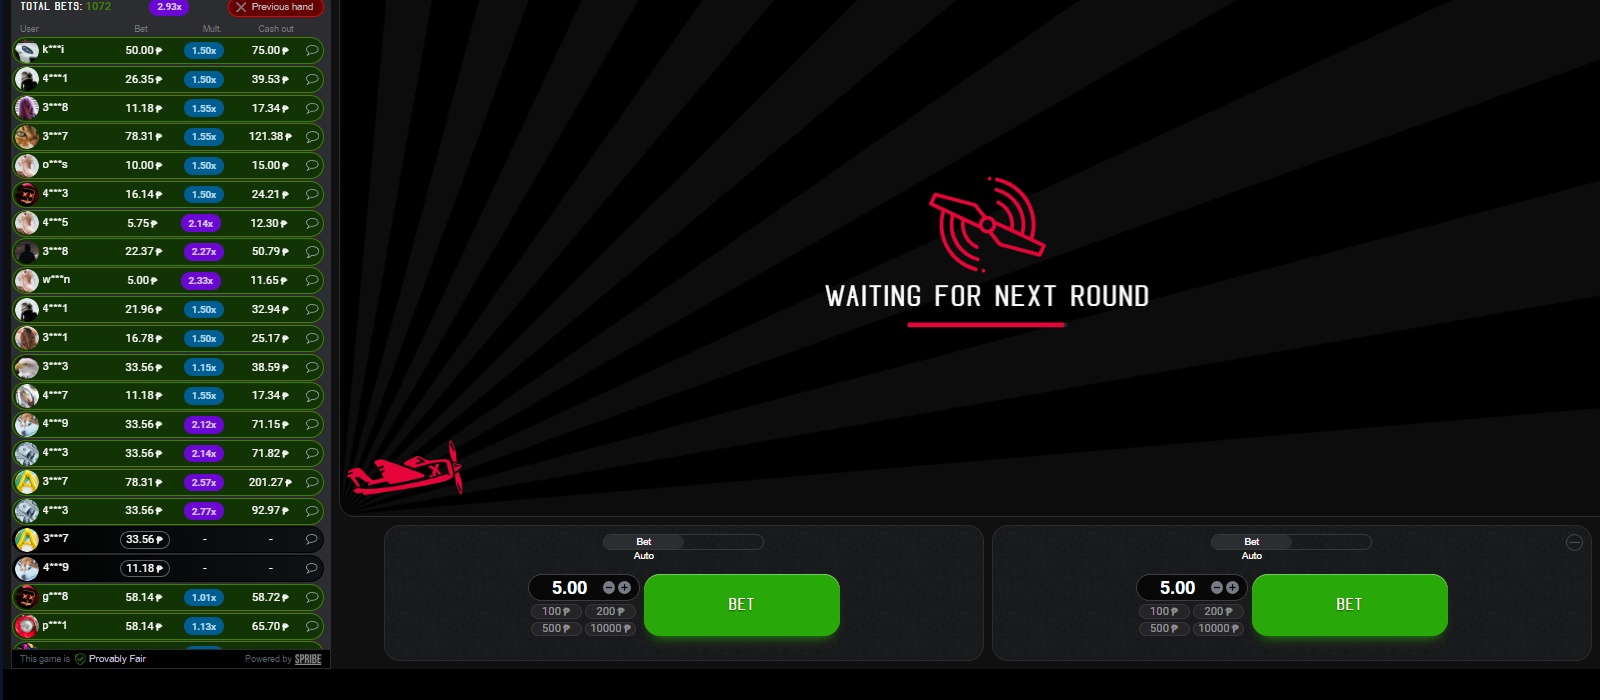 TOTAL BETS: 1072 2.93x Previous hand
User Bet Mult. Cash out
k***i 50.00₱ 1.50x 75.00₱
4***1 26.35₱ 1.50x 39.53₱
3***8 11.18₱ 1.55x 17.34₱
3***7 78.31₱ 1.55x 121.38₱
o***s 10.00₱ 1.50x 15.00₱
4***3 16.14₱ 1.50x 24.21₱
4***5 5.75₱ 2.14x 12.30₱
3***8 22.37₱ 2.27x 50.79₱
w***n 5.00₱ 2.33x 11.65₱
4***1 21.96₱ 1.50x 32.94₱
3***1 16.78₱ 1.50x 25.17₱
3***3 33.56₱ 1.15x 38.59₱
4***7 11.18₱ 1.55x 17.34₱
4***9 33.56₱ 2.12x 71.15₱
4***3 33.56₱ 2.14x 71.82₱
3***7 78.31₱ 2.57x 201.27₱
4***3 33.56₱ 2.77x 92.97₱
3***7 33.56₱ - -
4***9 11.18₱ - -
g***8 58.14₱ 1.01x 58.72₱
p***1 58.14₱ 1.13x 65.70₱
This game is Provably Fair Powered by SPRIBE
WAITING FOR NEXT ROUND
X
Bet
Auto
5.00
BET
100₱ 200₱
500₱ 10000₱
Bet
Auto
5.00
BET
100₱ 200₱
500₱ 10000₱